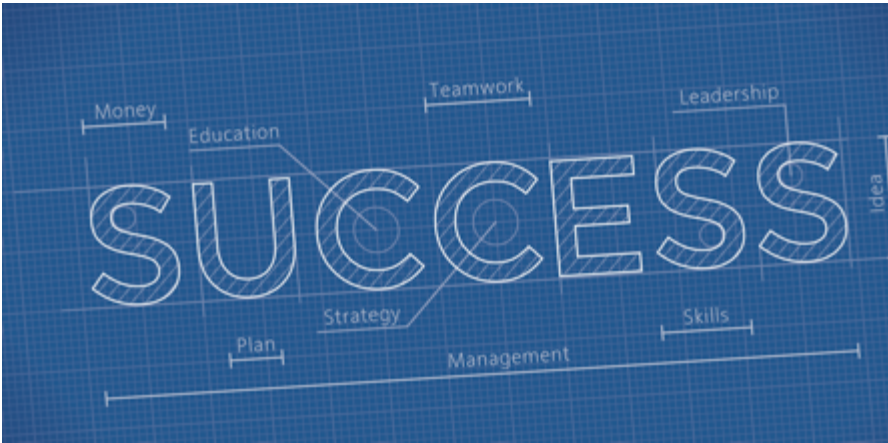 Teamwork
Leadership
Money
Education
SUCCESS
Idea
Strategy
Skills
Plan
Management